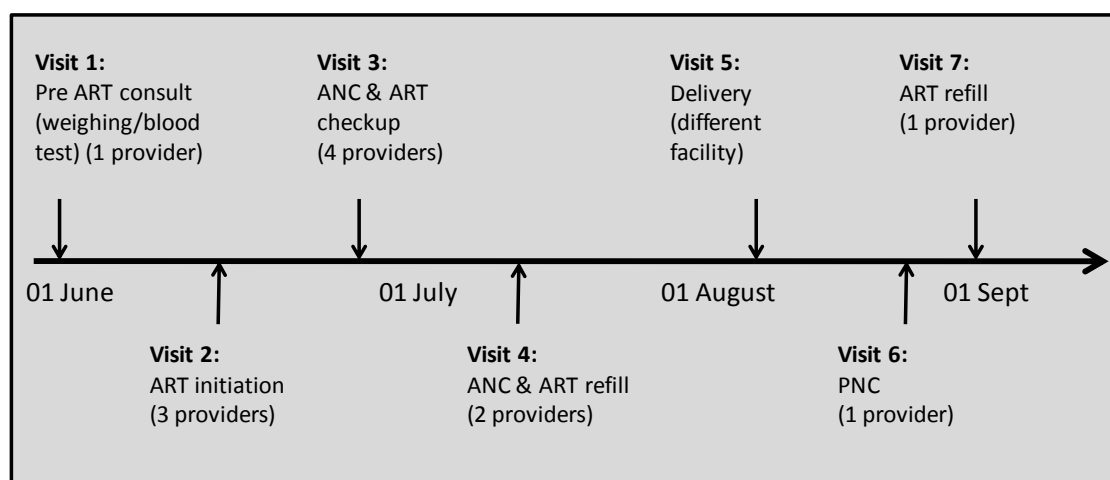 Visit 1:
Pre ART consult
(weighing/blood
test) (1 provider)
Visit 3:
ANC & ART
checkup
(4 providers)
Visit 5:
Delivery
(different
facility)
Visit 7:
ART refill
(1 provider)
01 June
01 July
01 August
01 Sept
Visit 2:
ART initiation
(3 providers)
Visit 4:
ANC & ART refill
(2 providers)
Visit 6:
PNC
(1 provider)